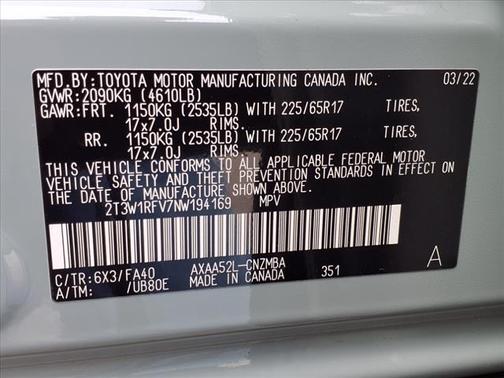 MFD.BY:TOYOTA MOTOR MANUFACTURING CANADA INC. 03/22
GVWR:2090KG (4610LB)
GAWR:FRT. 1150KG (2535LB) WITH 225/65R17 TIRES.
17x7.0J RIMS.
RR. 1150KG (2535LB) WITH 225/65R17 TIRES.
17x7.0J RIMS.
THIS VEHICLE CONFORMS TO ALL APPLICABLE FEDERAL MOTOR
VEHICLE SAFETY AND THEFT PREVENTION STANDARDS IN EFFECT ON
THE DATE OF MANUFACTURE SHOWN ABOVE.
2T3W1RFV7NW194169 MPV
C/TR:6X3/FA40 AXAA52L-CNZMBA 351 A
A/TM: /UB80E MADE IN CANADA